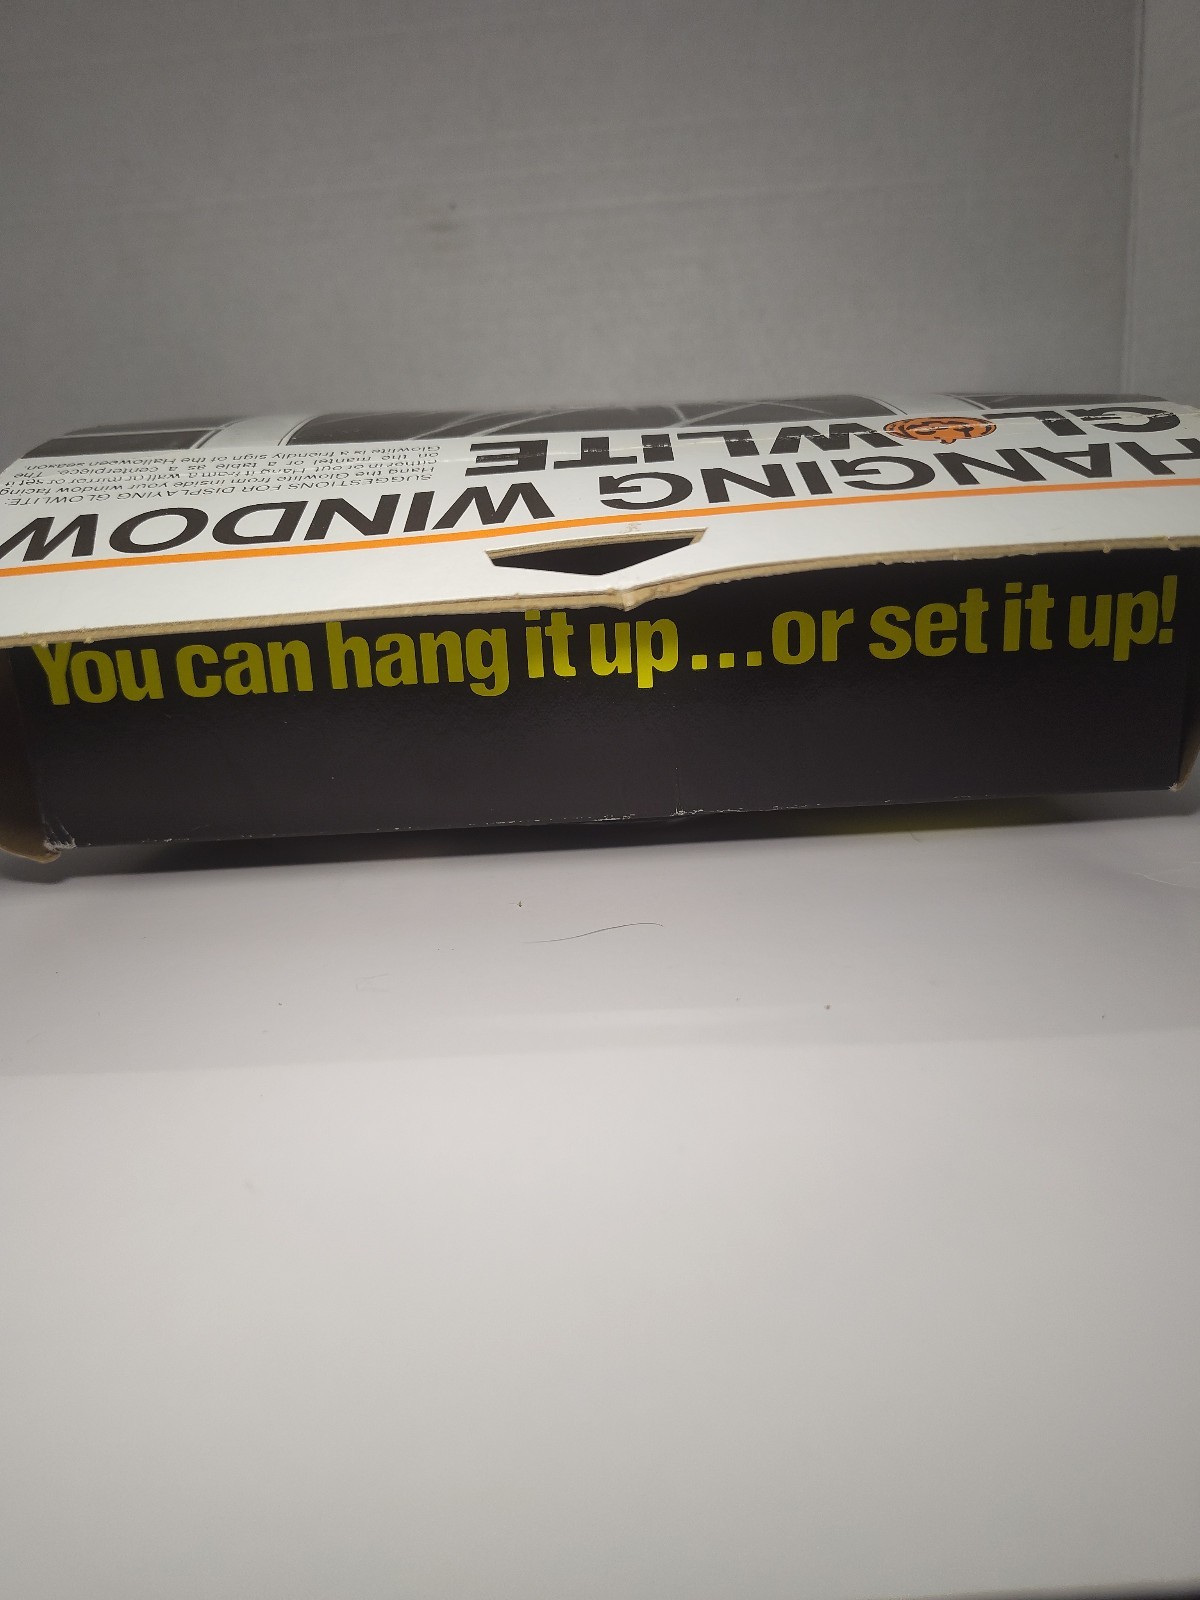 You can hang it up...or set it up!
HANGING WINDOW
GLOWLITE
SUGGESTIONS FOR DISPLAYING GLOWLITE:
Hang the Glowlite from inside your window facing
either in or out. Hang it from a wall or mirror or set it
on the mantel or a table as a centerpiece. The
Glowlite is a friendly sign of the Halloween season.